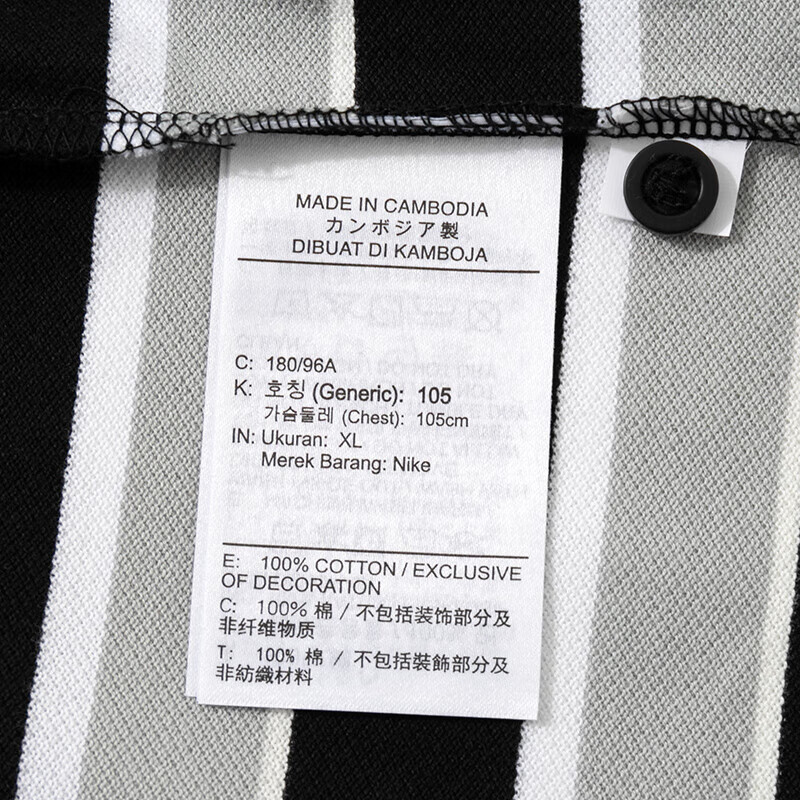 MADE IN CAMBODIA
カンボジア製
DIBUAT DI KAMBOJA
C: 180/96A
K: 호칭 (Generic): 105
가슴둘레 (Chest): 105cm
IN: Ukuran: XL
Merek Barang: Nike
E: 100% COTTON / EXCLUSIVE
OF DECORATION
C: 100% 棉 / 不包括装饰部分及
非纤维物质
T: 100% 棉 / 不包括裝飾部分及
非紡織材料